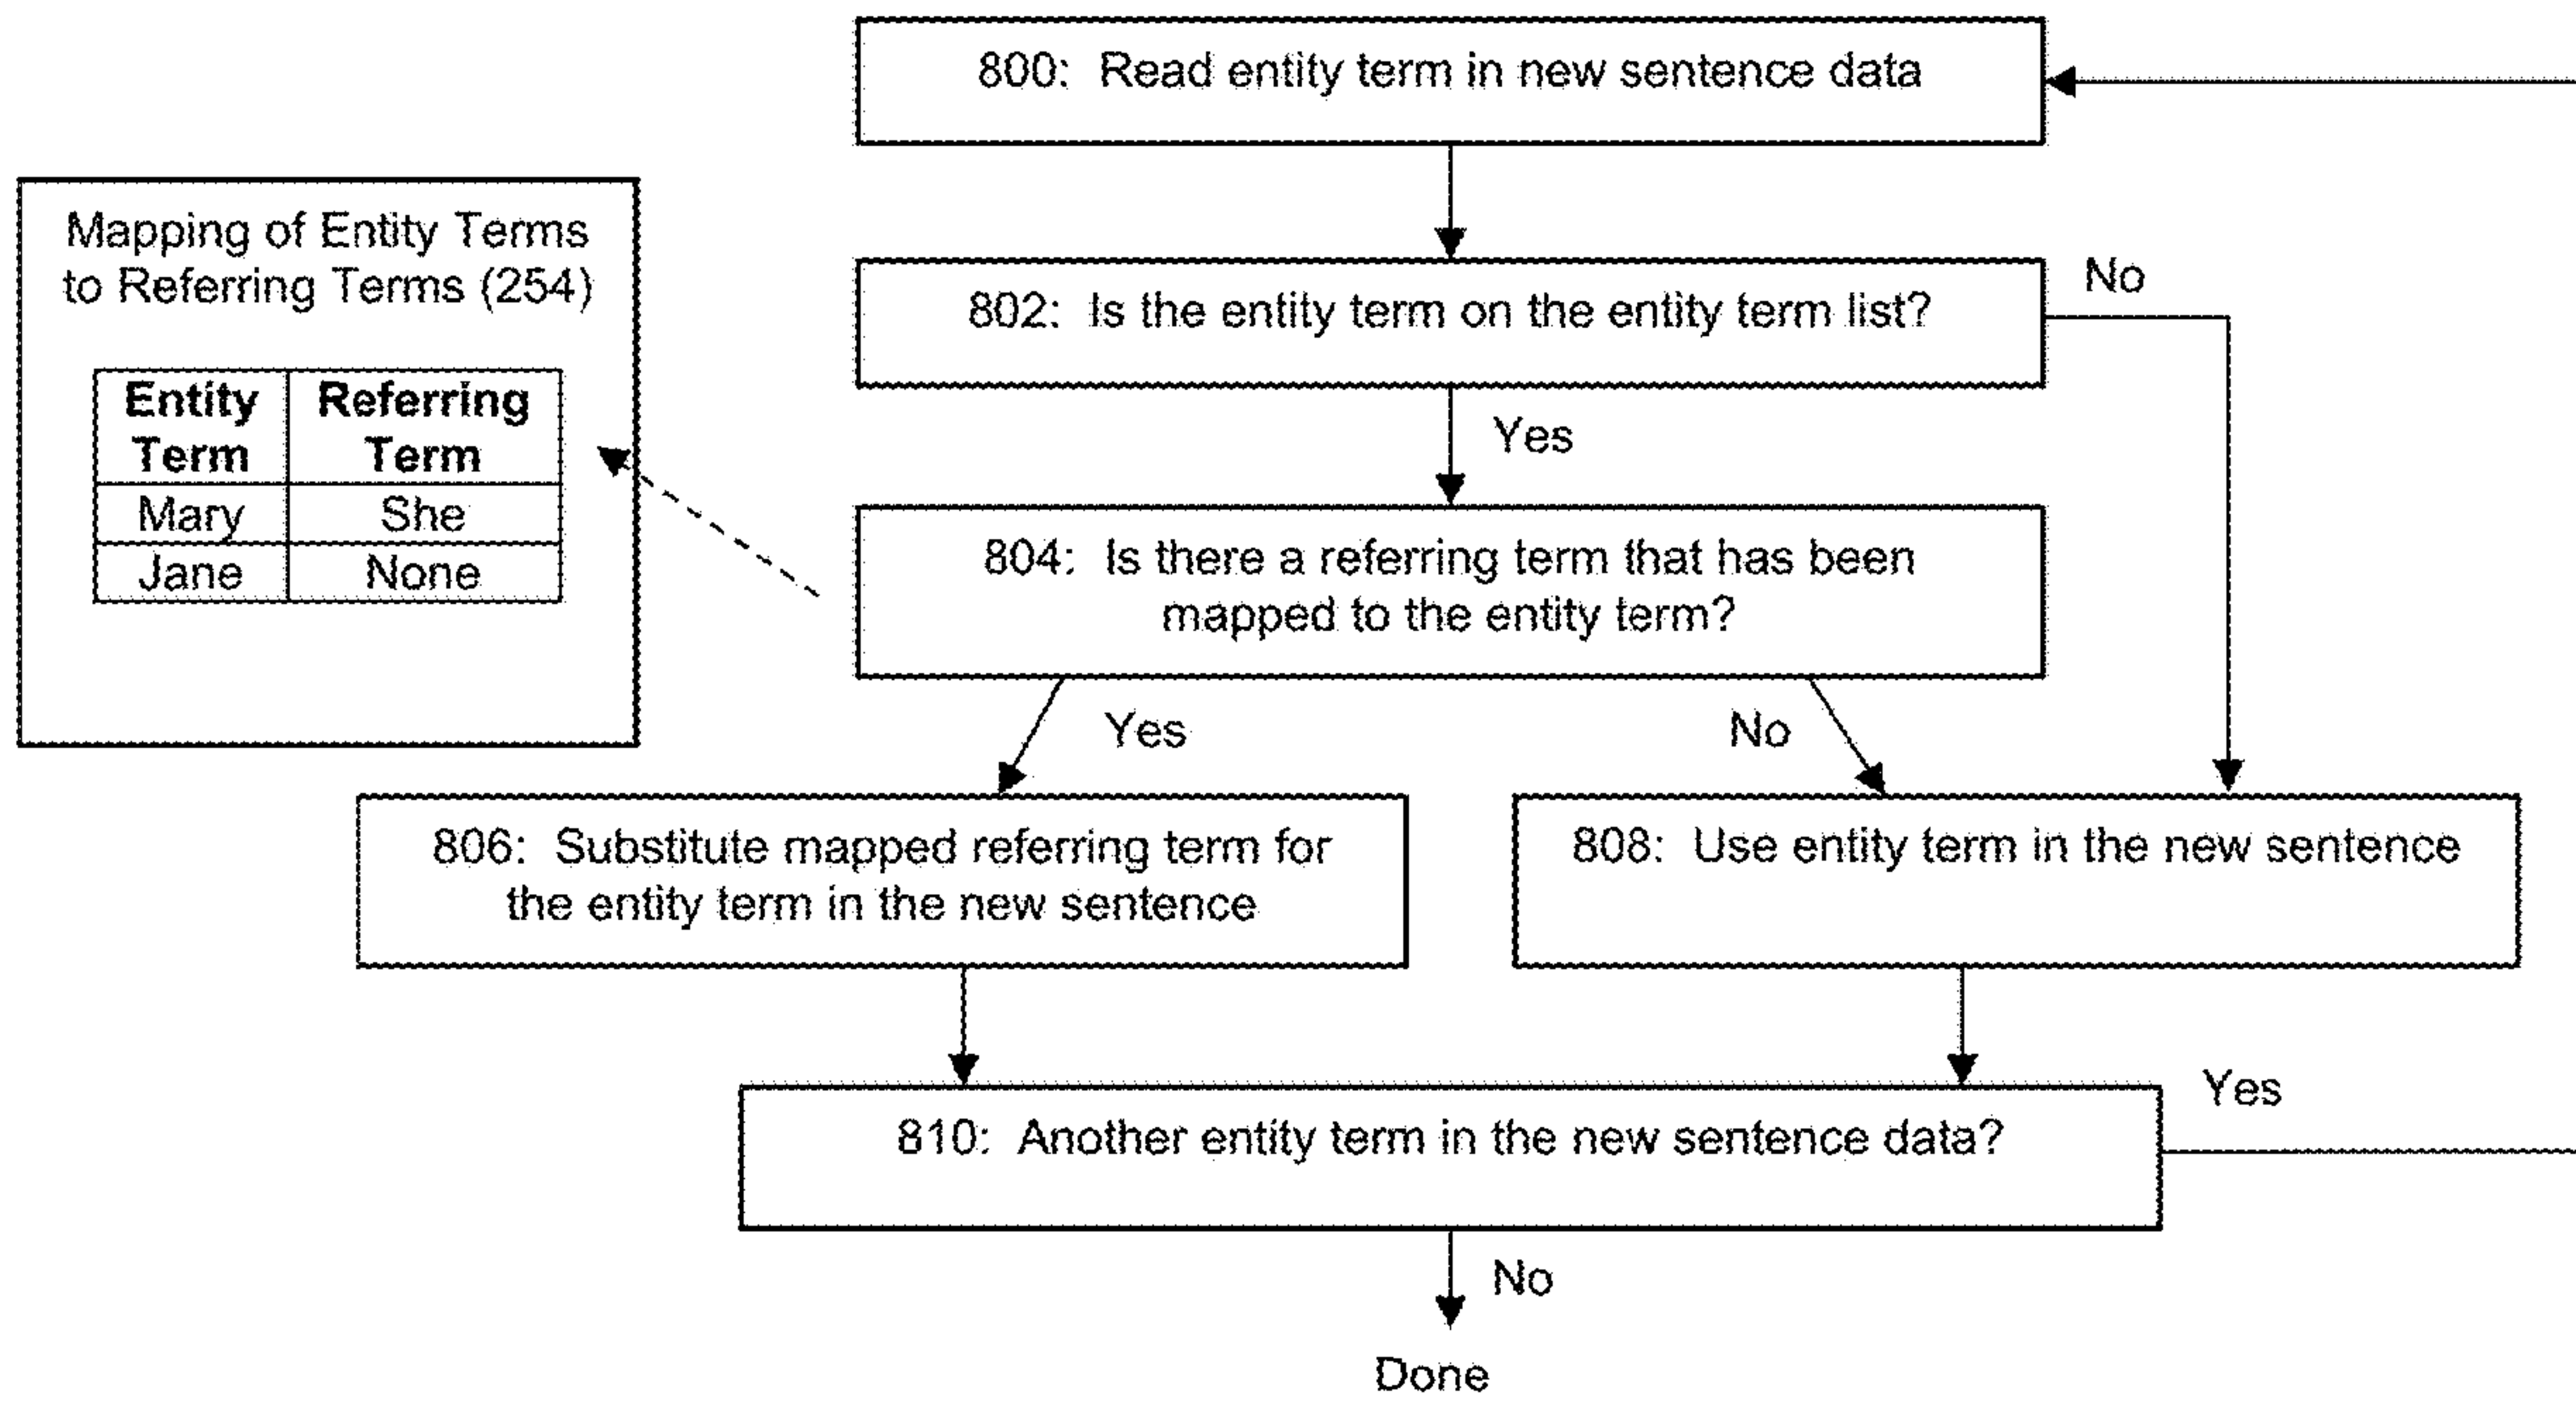 800: Read entity term in new sentence data
Mapping of Entity Terms
to Referring Terms (254)
Entity Term
Referring Term
Mary She
Jane None
802: Is the entity term on the entity term list?
No
Yes
804: Is there a referring term that has been
mapped to the entity term?
Yes
No
806: Substitute mapped referring term for
the entity term in the new sentence
808: Use entity term in the new sentence
810: Another entity term in the new sentence data?
Yes
No
Done